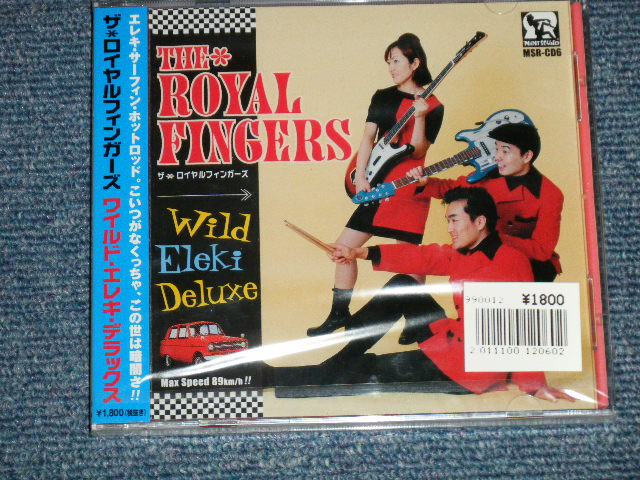 エレキ・サーフィン・ホットロッド。こいつがなくっちゃ、この世は暗闇さ!!
ザ＊ロイヤルフィンガーズ ワイルド・エレキ・デラックス
¥1,800(税抜き)
THE＊
ROYAL
FINGERS
ザ＊ロイヤルフィンガーズ
Wild
Eleki
Deluxe
Max Speed 89km/h!!
MSR-CD6
990012 ¥1800
2 011100 120602